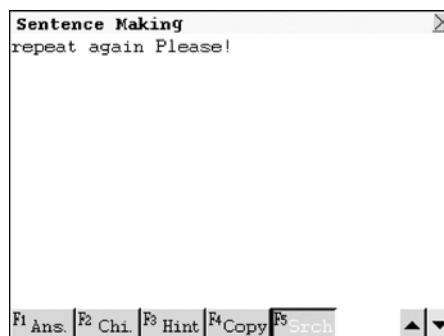 Sentence Making
repeat again Please!
F1 Ans. F2 Chi. F3 Hint F4 Copy F5 Srch